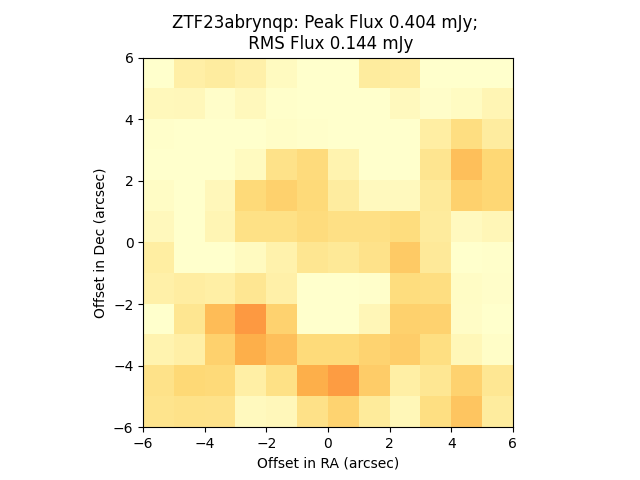 ZTF23abrynqp: Peak Flux 0.404 mJy;
RMS Flux 0.144 mJy
6
4
2
0
−2
−4
−6
Offset in Dec (arcsec)
−6 −4 −2 0 2 4 6
Offset in RA (arcsec)